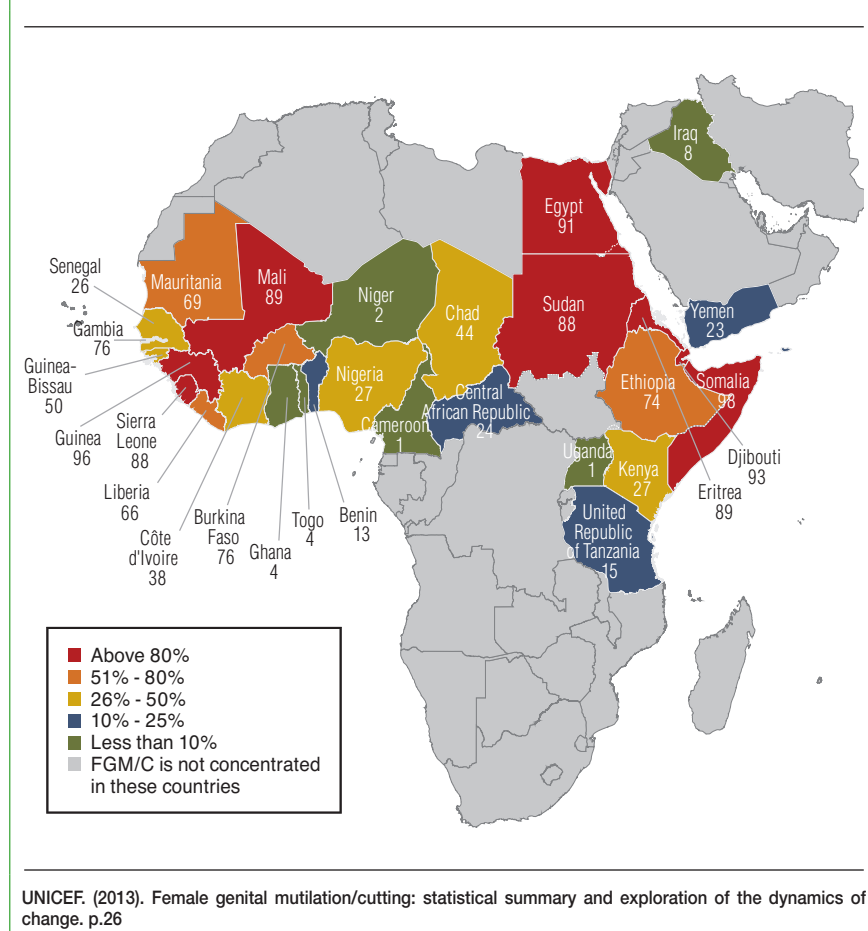 Iraq
8
Egypt
91
Senegal
26
Mauritania
69
Mali
89
Niger
2
Chad
44
Sudan
88
Yemen
23
Gambia
76
Guinea-
Bissau
50
Nigeria
27
Central
African Republic
24
Ethiopia
74
Somalia
98
Guinea
96
Sierra
Leone
88
Cameroon
1
Uganda
1
Kenya
27
Djibouti
93
Eritrea
89
Liberia
66
Côte
d'Ivoire
38
Burkina
Faso
76
Ghana
4
Togo
4
Benin
13
United
Republic
of Tanzania
15
Above 80%
51% - 80%
26% - 50%
10% - 25%
Less than 10%
FGM/C is not concentrated
in these countries
UNICEF. (2013). Female genital mutilation/cutting: statistical summary and exploration of the dynamics of
change. p.26